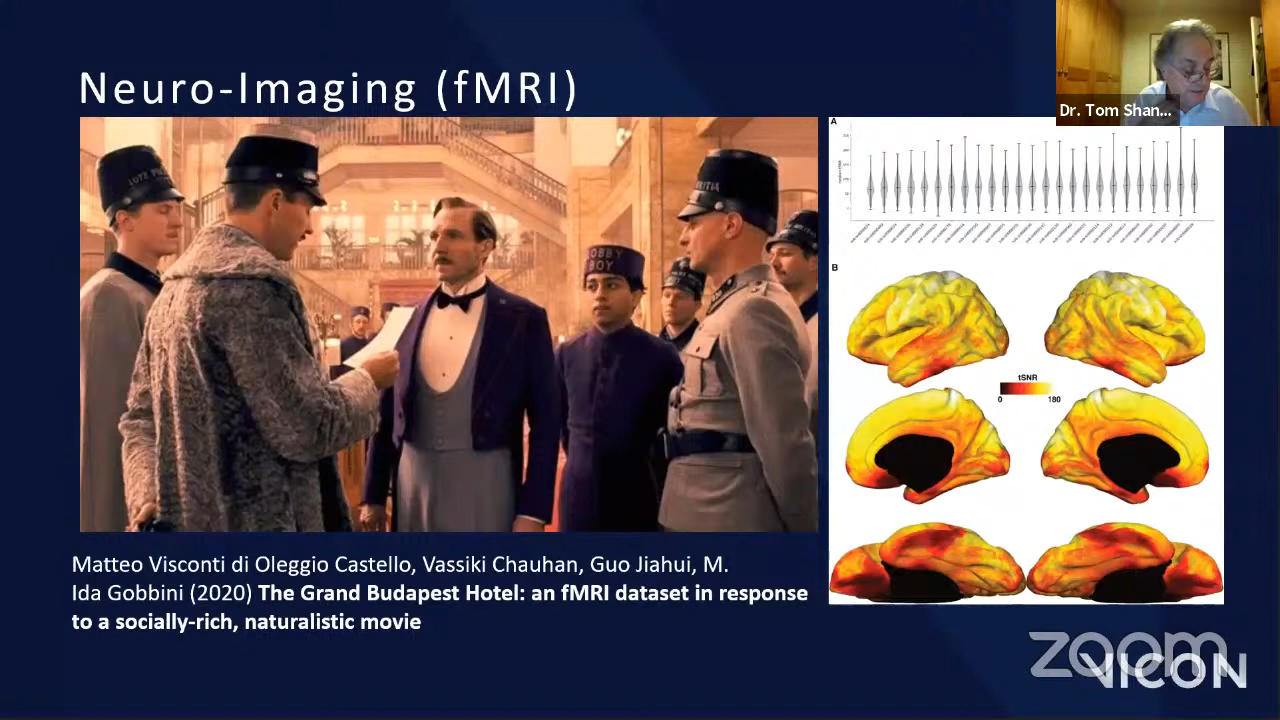 Neuro-Imaging (fMRI)
Dr. Tom Shan...
A
B
LOBBY
BOY
tSNR
0 180
Matteo Visconti di Oleggio Castello, Vassiki Chauhan, Guo Jiahui, M.
Ida Gobbini (2020) The Grand Budapest Hotel: an fMRI dataset in response
to a socially-rich, naturalistic movie
zoom
VICON